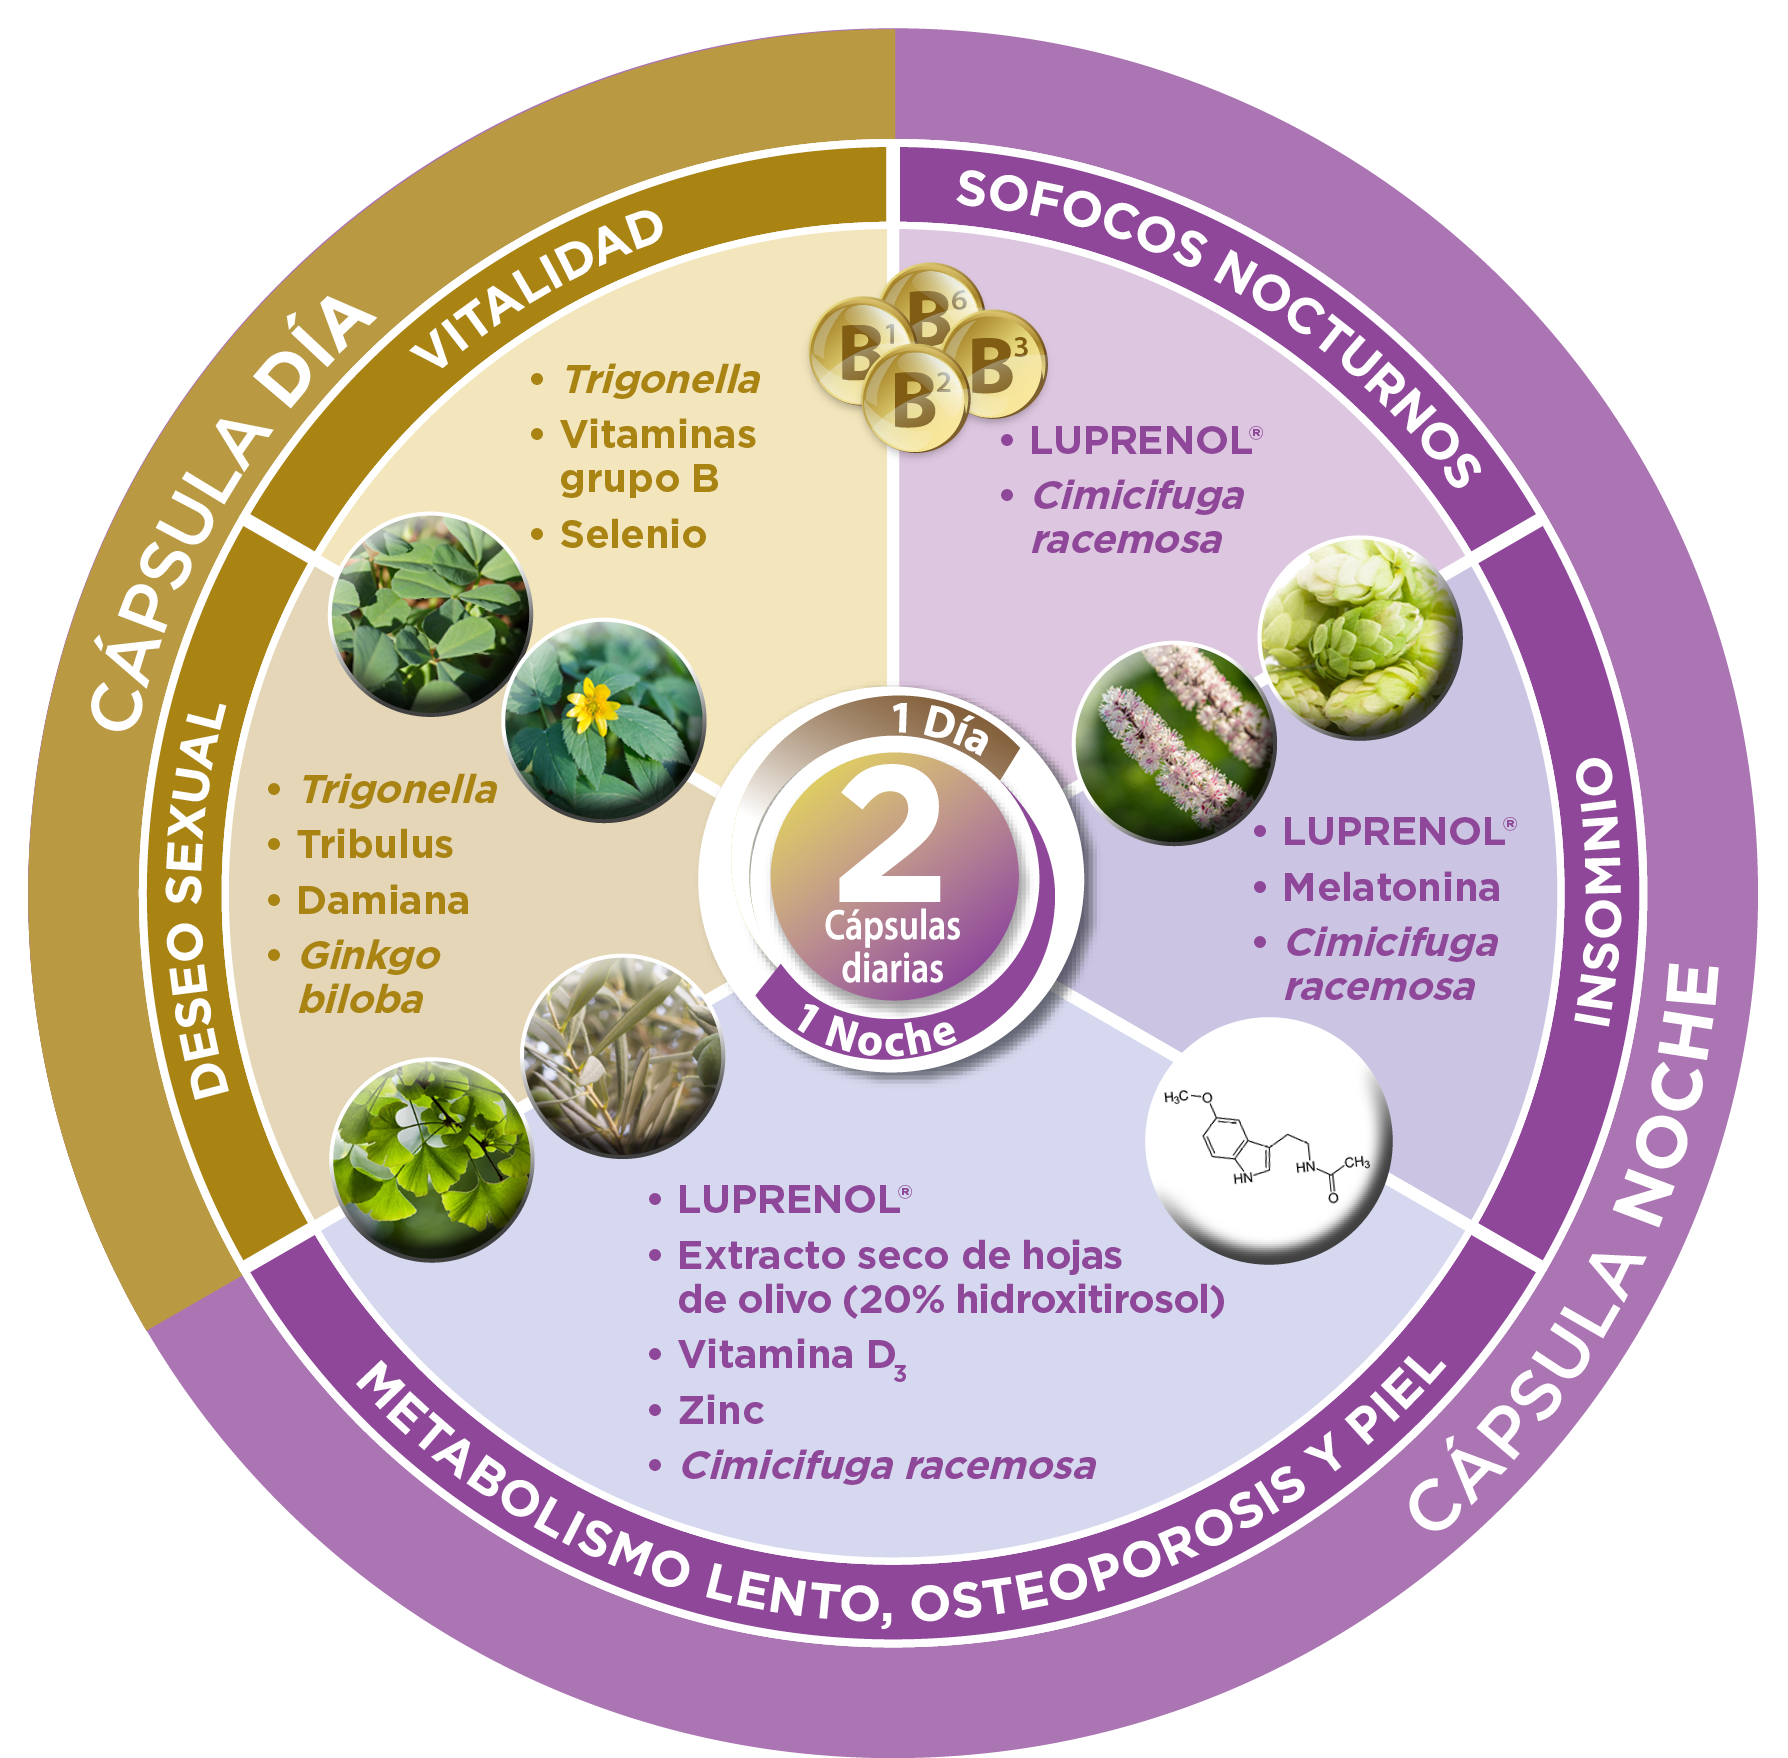 CÁPSULA DÍA
VITALIDAD
• Trigonella
• Vitaminas
grupo B
• Selenio
B6
B1
B3
B2
SOFOCOS NOCTURNOS
• LUPRENOL®
• Cimicifuga
racemosa
DESEO SEXUAL
• Trigonella
• Tribulus
• Damiana
• Ginkgo
biloba
1 Día
2
Cápsulas
diarias
1 Noche
INSOMNIO
• LUPRENOL®
• Melatonina
• Cimicifuga
racemosa
H3C O
HN
HN
CH3
O
CÁPSULA NOCHE
• LUPRENOL®
• Extracto seco de hojas
de olivo (20% hidroxitirosol)
• Vitamina D3
• Zinc
• Cimicifuga racemosa
METABOLISMO LENTO, OSTEOPOROSIS Y PIEL